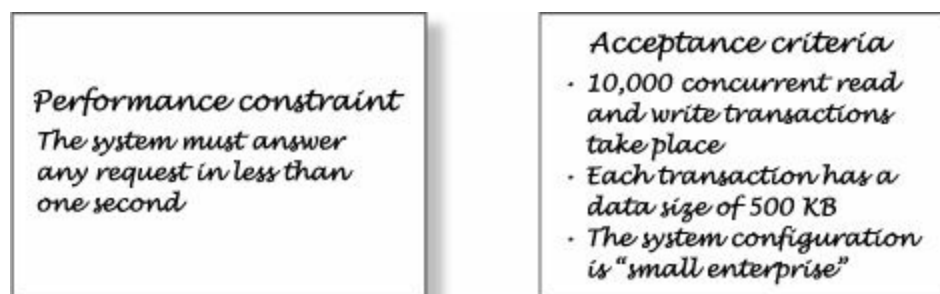 Performance constraint
The system must answer
any request in less than
one second
Acceptance criteria
· 10,000 concurrent read
and write transactions
take place
· Each transaction has a
data size of 500 KB
· The system configuration
is “small enterprise”